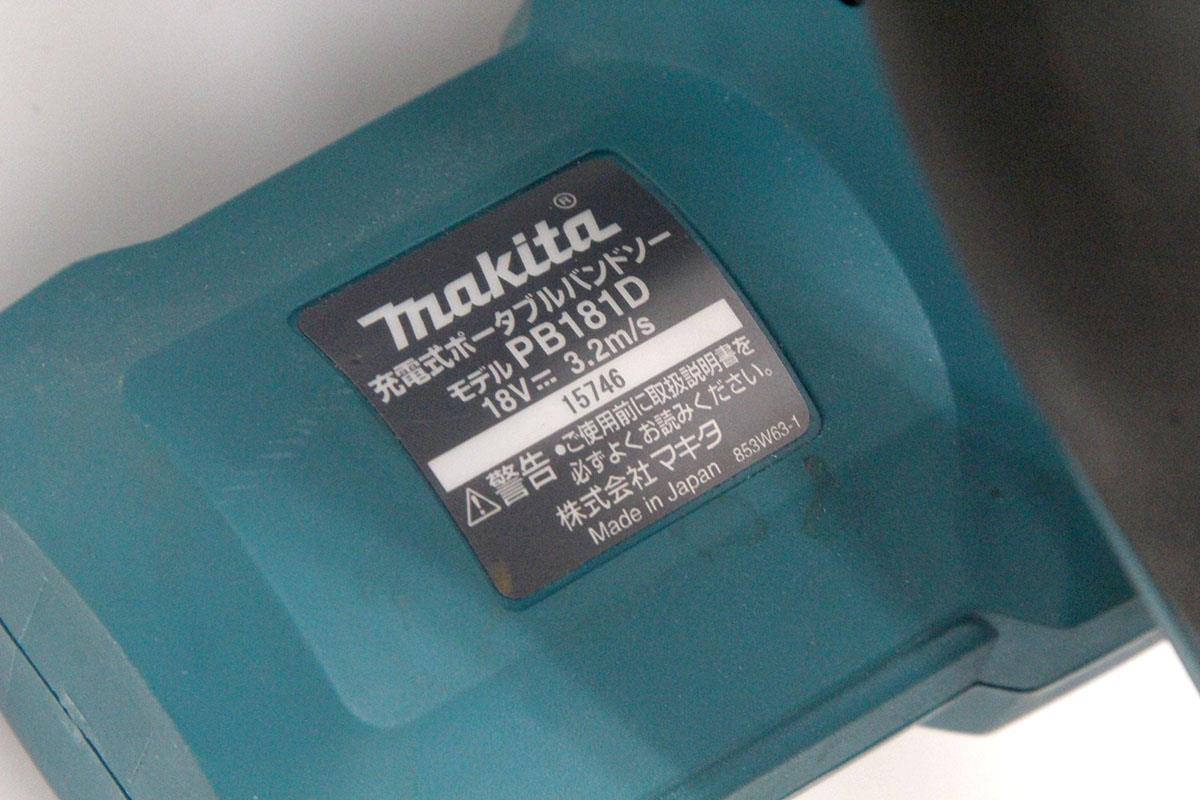 makita®
充電式ポータブルバンドソー
モデル PB181D
18V⎓ 3.2m/s
15746
⚠警告 •ご使用前に取扱説明書を
必ずよくお読みください。
株式会社 マキタ
Made in Japan 853W63-1